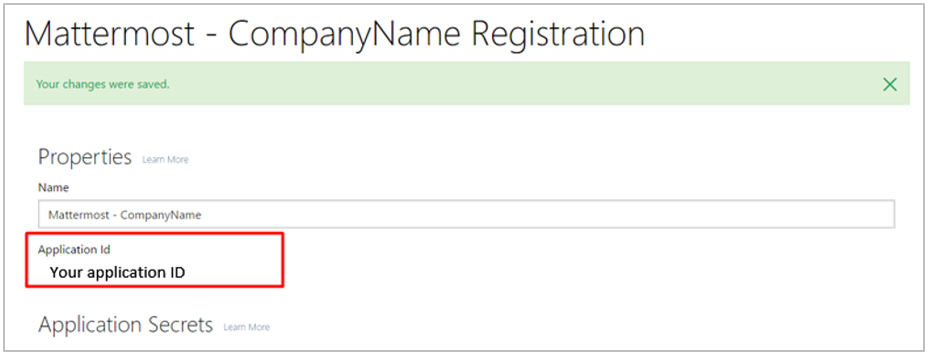 Mattermost - CompanyName Registration
Your changes were saved.
Properties Learn More
Name
Mattermost - CompanyName
Application Id
Your application ID
Application Secrets Learn More